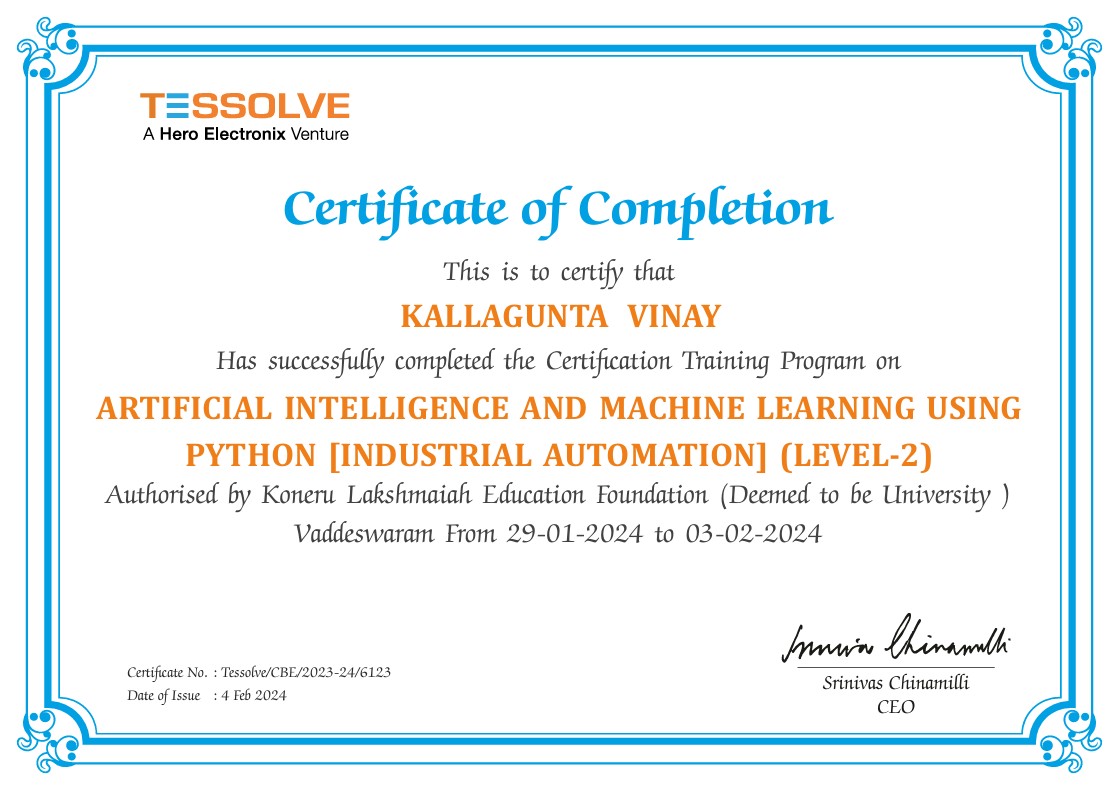 TESSOLVE
A Hero Electronix Venture
Certificate of Completion
This is to certify that
KALLAGUNTA VINAY
Has successfully completed the Certification Training Program on
ARTIFICIAL INTELLIGENCE AND MACHINE LEARNING USING
PYTHON [INDUSTRIAL AUTOMATION] (LEVEL-2)
Authorised by Koneru Lakshmaiah Education Foundation (Deemed to be University )
Vaddeswaram From 29-01-2024 to 03-02-2024
Srinivas Chinamilli
Certificate No. : Tessolve/CBE/2023-24/6123
Date of Issue : 4 Feb 2024
Srinivas Chinamilli
CEO